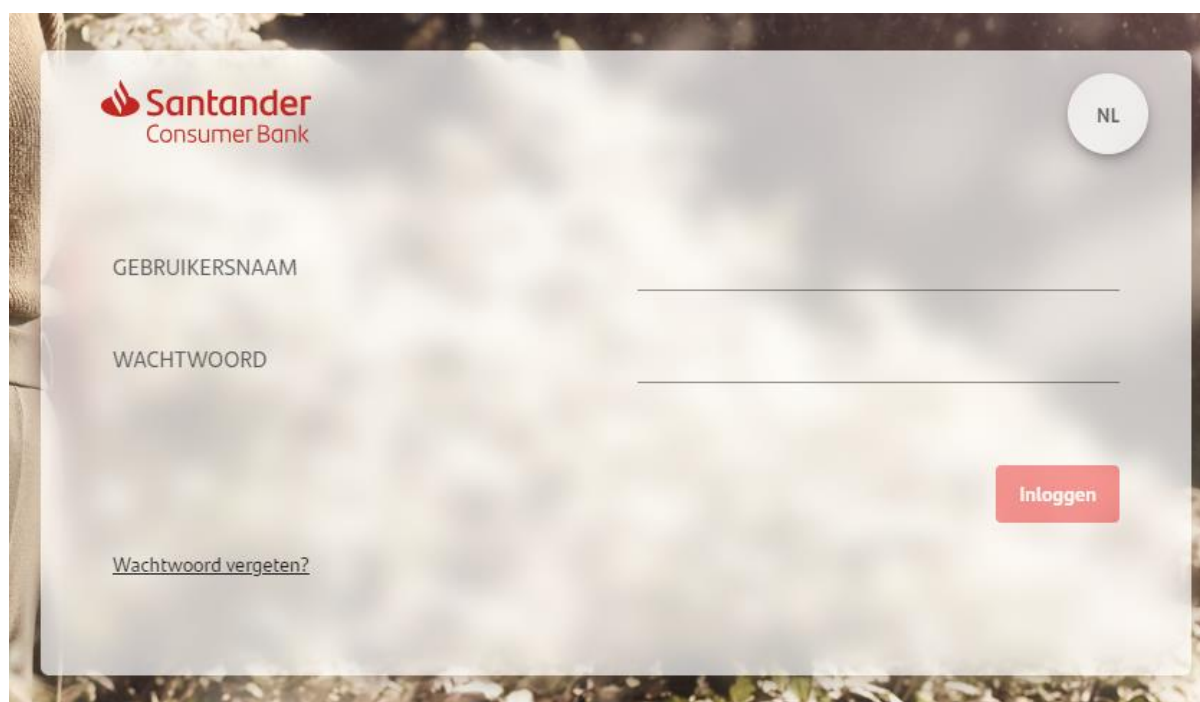 Santander
Consumer Bank
NL
GEBRUIKERSNAAM
WACHTWOORD
Inloggen
Wachtwoord vergeten?